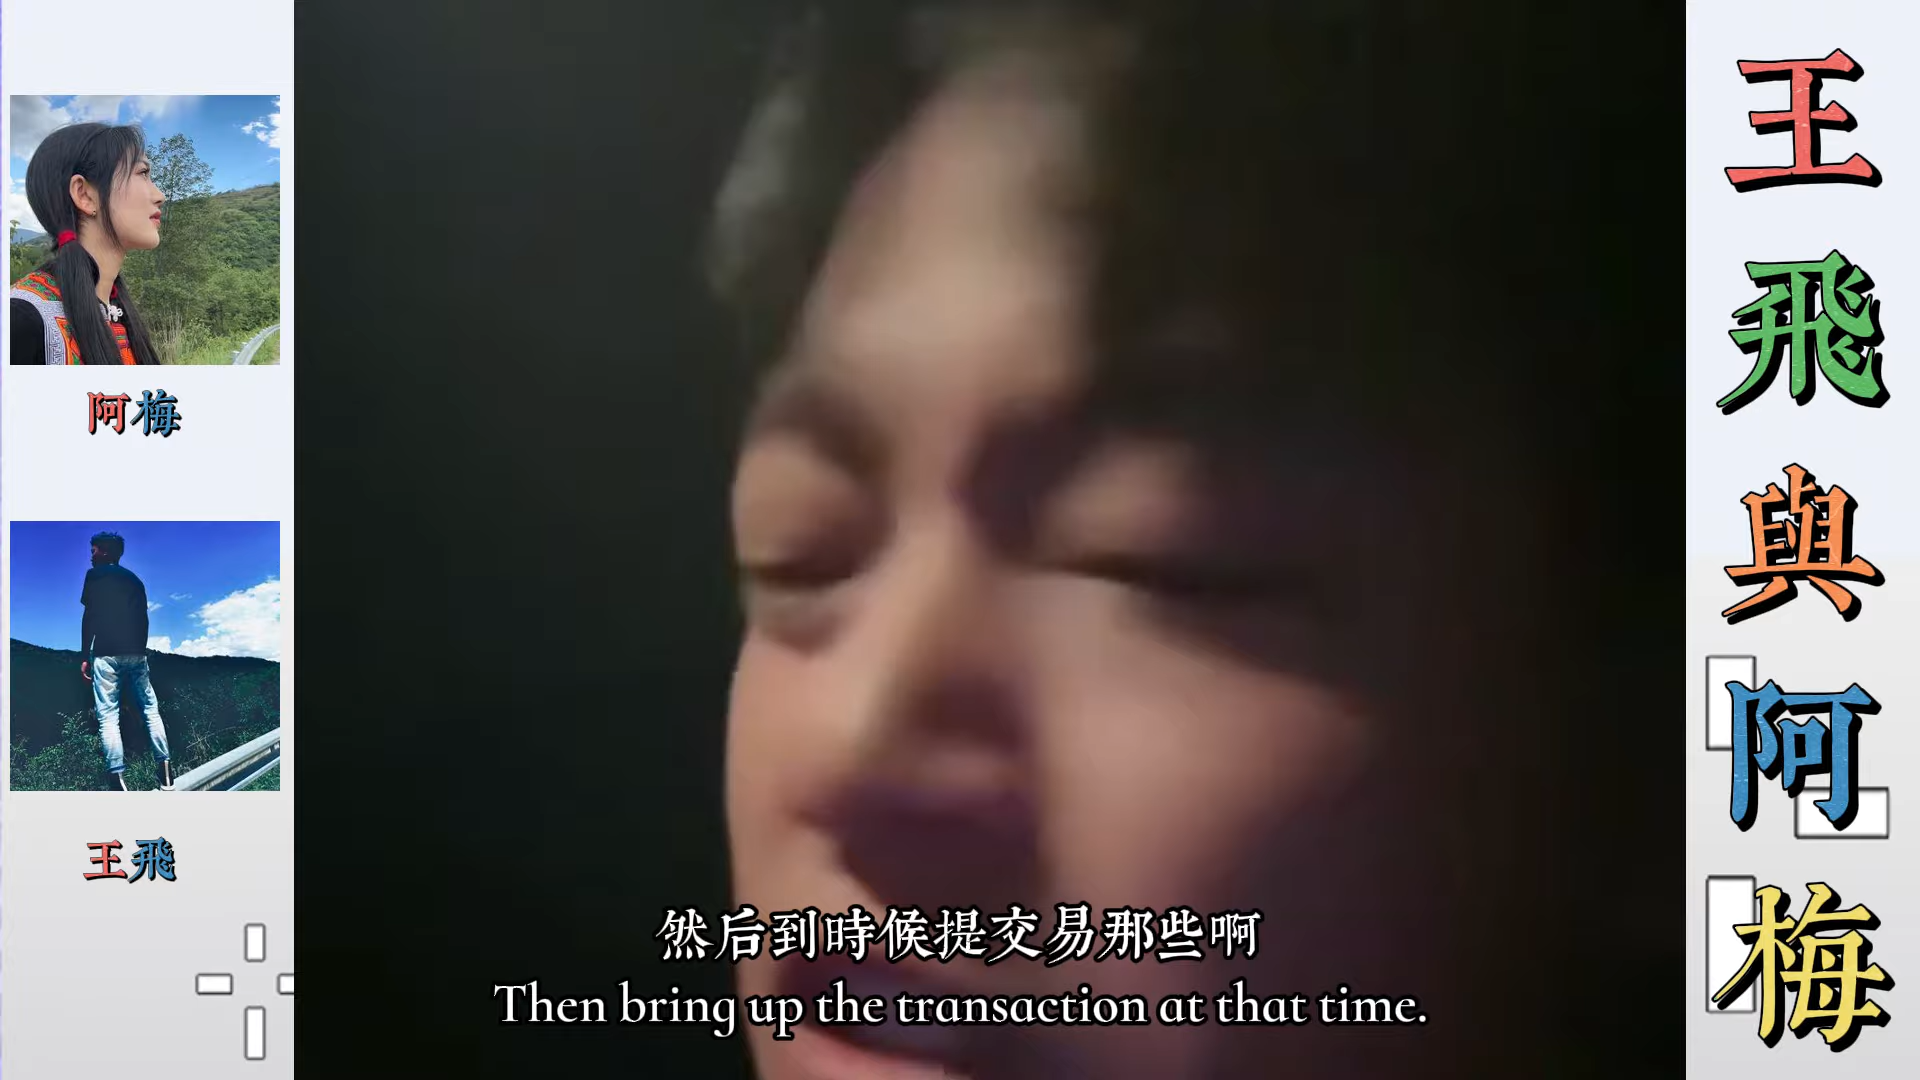 阿梅
王飛
然后到時候提交易那些啊
Then bring up the transaction at that time.
王飛與阿梅